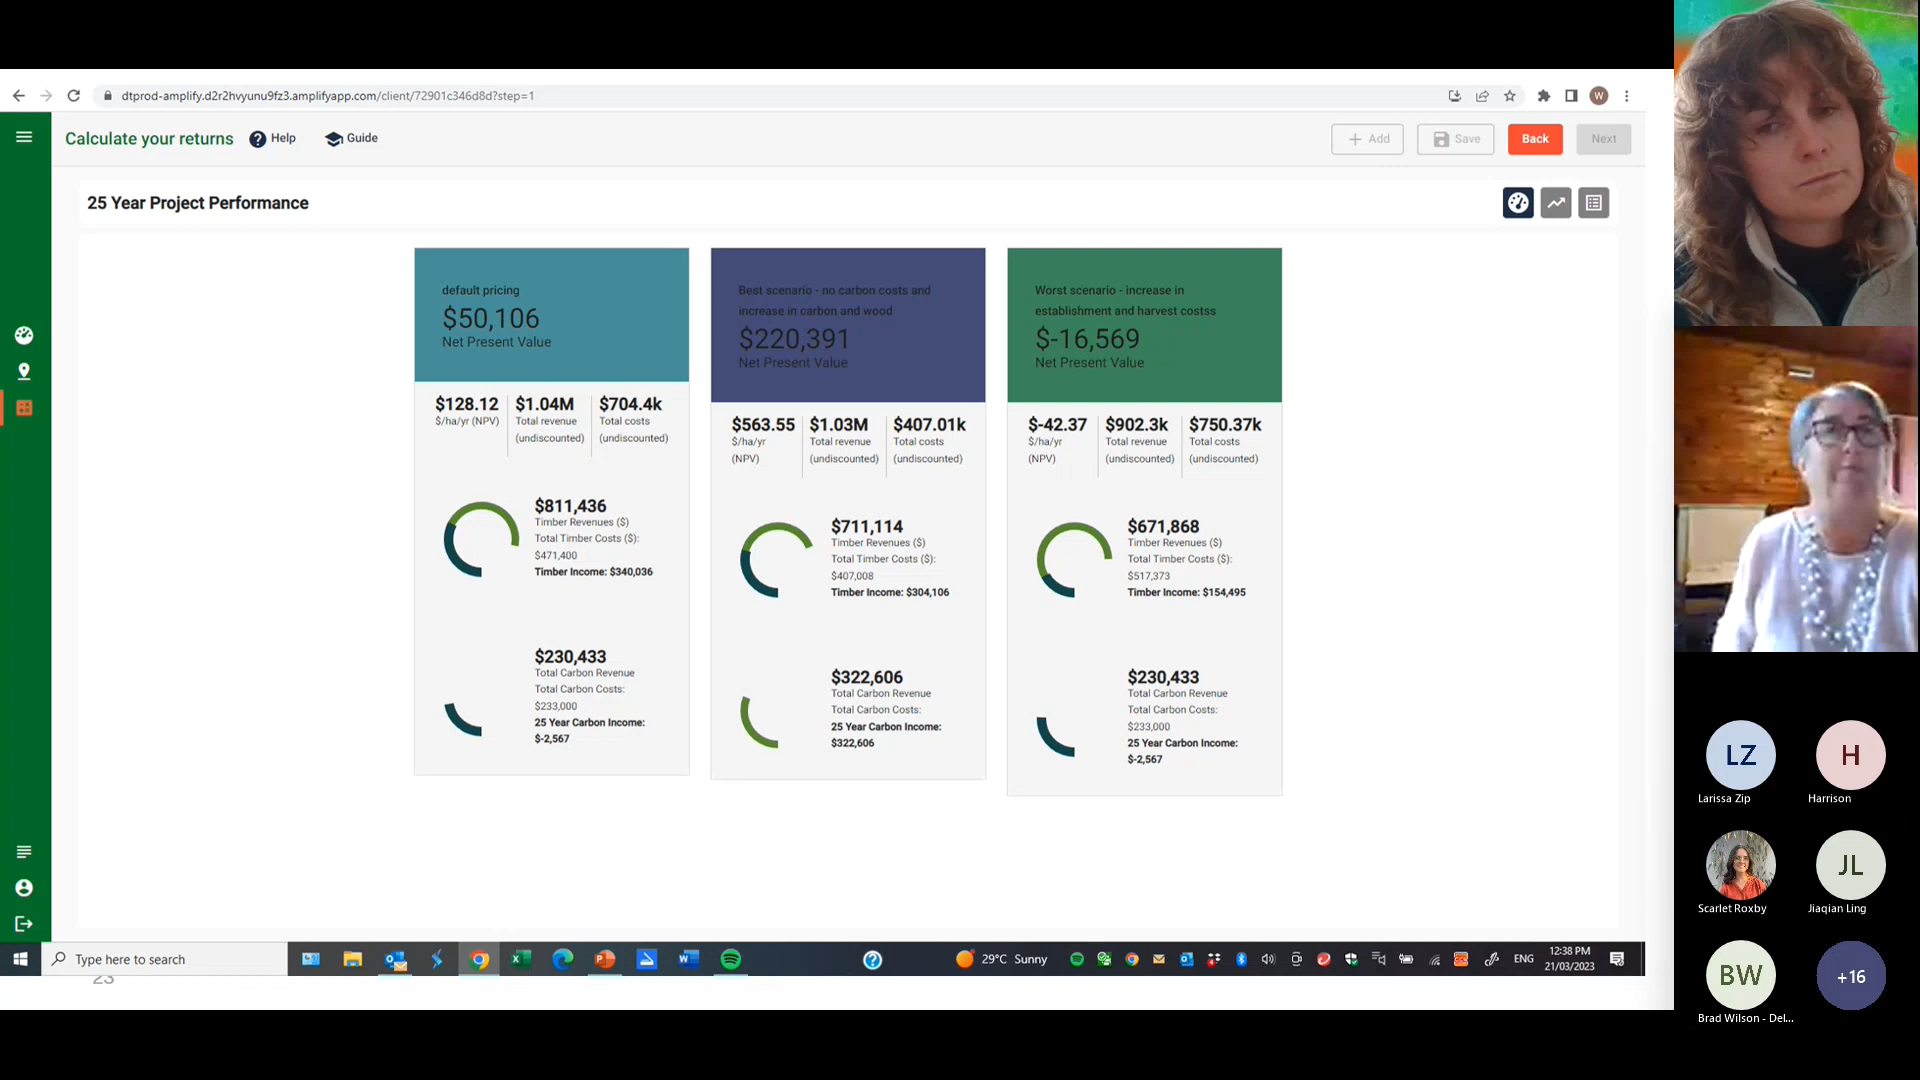 dtprod-amplify.d2r2hvyunu9fz3.amplifyapp.com/client/72901c346d8d?step=1
W
Calculate your returns
? Help
Guide
+ Add
Save
Back
Next
25 Year Project Performance
default pricing
$50,106
Net Present Value
$128.12
$/ha/yr (NPV)
$1.04M
Total revenue
(undiscounted)
$704.4k
Total costs
(undiscounted)
$811,436
Timber Revenues ($)
Total Timber Costs ($):
$471,400
Timber Income: $340,036
$230,433
Total Carbon Revenue
Total Carbon Costs:
$233,000
25 Year Carbon Income:
$-2,567
Best scenario - no carbon costs and
increase in carbon and wood
$220,391
Net Present Value
$563.55
$/ha/yr
(NPV)
$1.03M
Total revenue
(undiscounted)
$407.01k
Total costs
(undiscounted)
$711,114
Timber Revenues ($)
Total Timber Costs ($):
$407,008
Timber Income: $304,106
$322,606
Total Carbon Revenue
Total Carbon Costs:
25 Year Carbon Income:
$322,606
Worst scenario - increase in
establishment and harvest costss
$-16,569
Net Present Value
$-42.37
$/ha/yr
(NPV)
$902.3k
Total revenue
(undiscounted)
$750.37k
Total costs
(undiscounted)
$671,868
Timber Revenues ($)
Total Timber Costs ($):
$517,373
Timber Income: $154,495
$230,433
Total Carbon Revenue
Total Carbon Costs:
$233,000
25 Year Carbon Income:
$-2,567
Type here to search
29°C Sunny
ENG
12:38 PM
21/03/2023
23
LZ
Larissa Zip
H
Harrison
Scarlet Roxby
JL
Jiaqian Ling
BW
Brad Wilson - Del...
+16